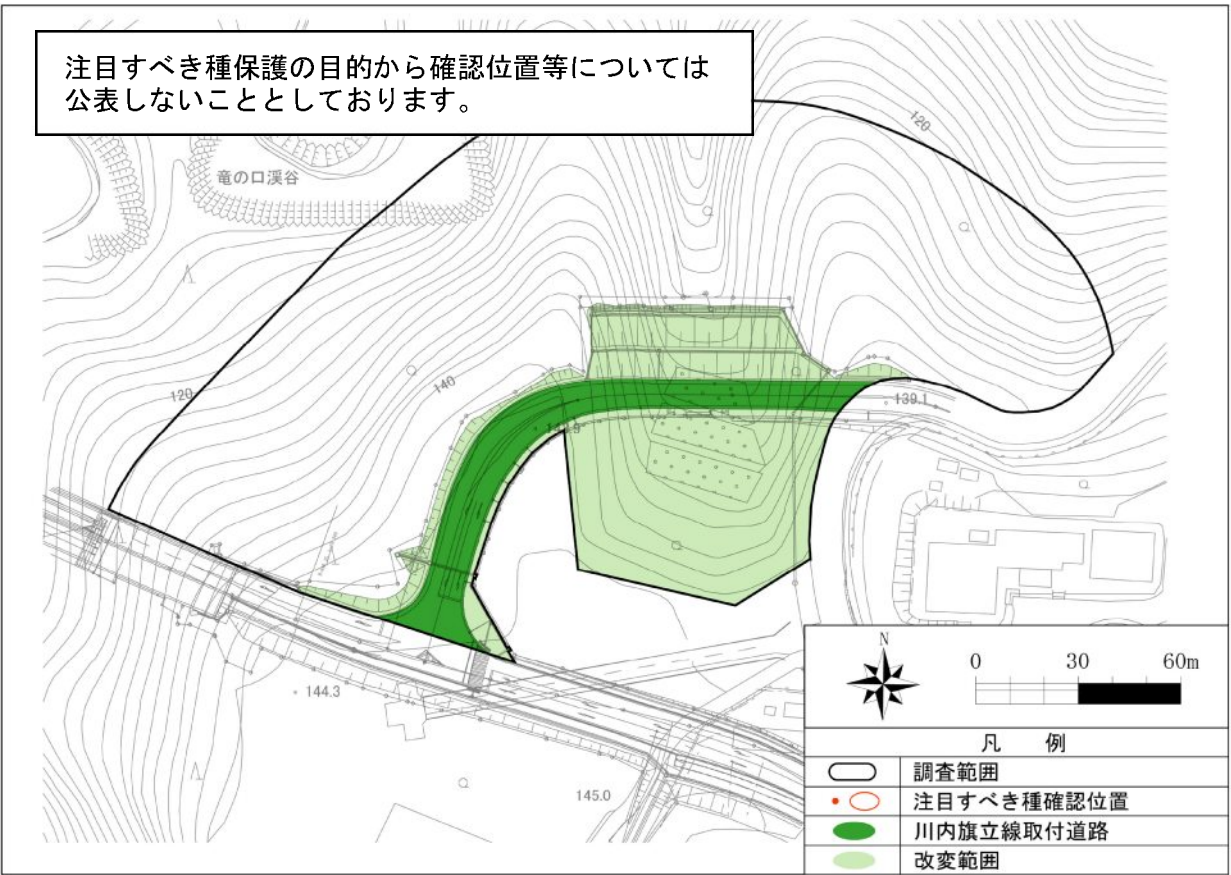 注目すべき種保護の目的から確認位置等については
公表しないこととしております。
120
竜の口渓谷
120
140
139.1
144.3
145.0
N
0 30 60m
凡 例
調査範囲
注目すべき種確認位置
川内旗立線取付道路
改変範囲